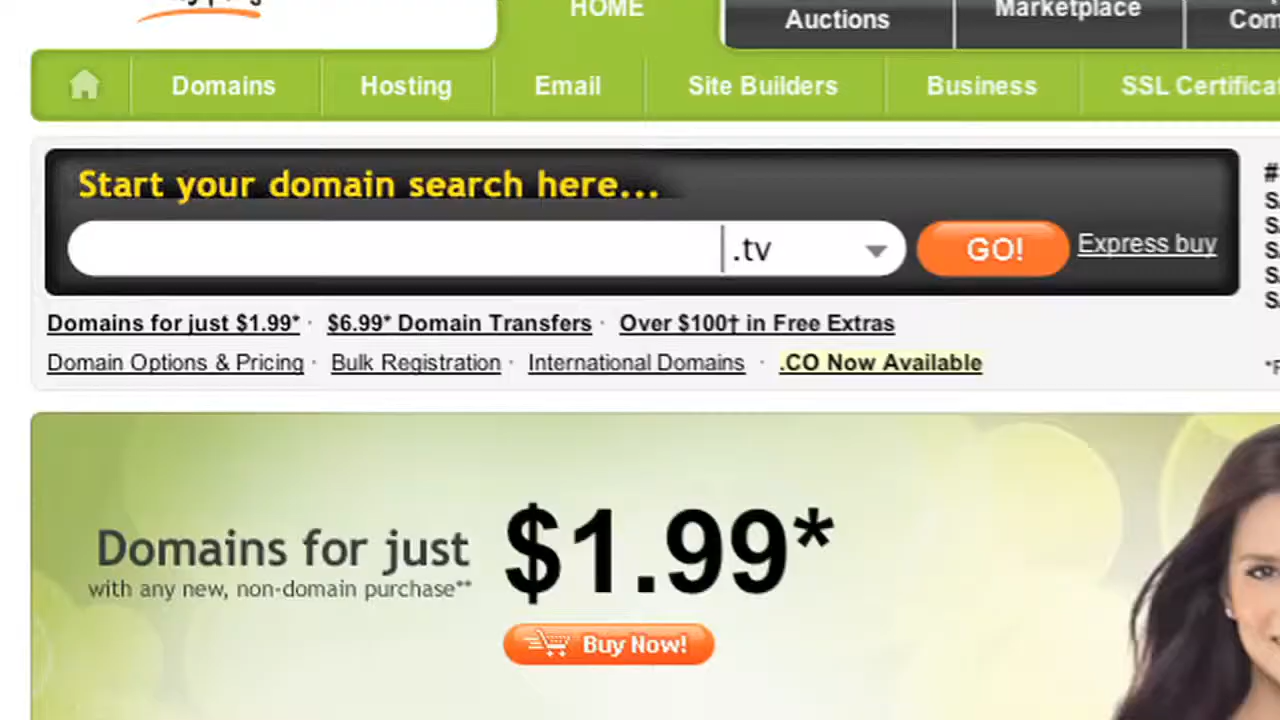 HOME
Auctions
Marketplace
Domains
Hosting
Email
Site Builders
Business
SSL Certifica
Start your domain search here...
.tv
GO!
Express buy
Domains for just $1.99* · $6.99* Domain Transfers · Over $100† in Free Extras
Domain Options & Pricing · Bulk Registration · International Domains · .CO Now Available
Domains for just $1.99*
with any new, non-domain purchase**
Buy Now!